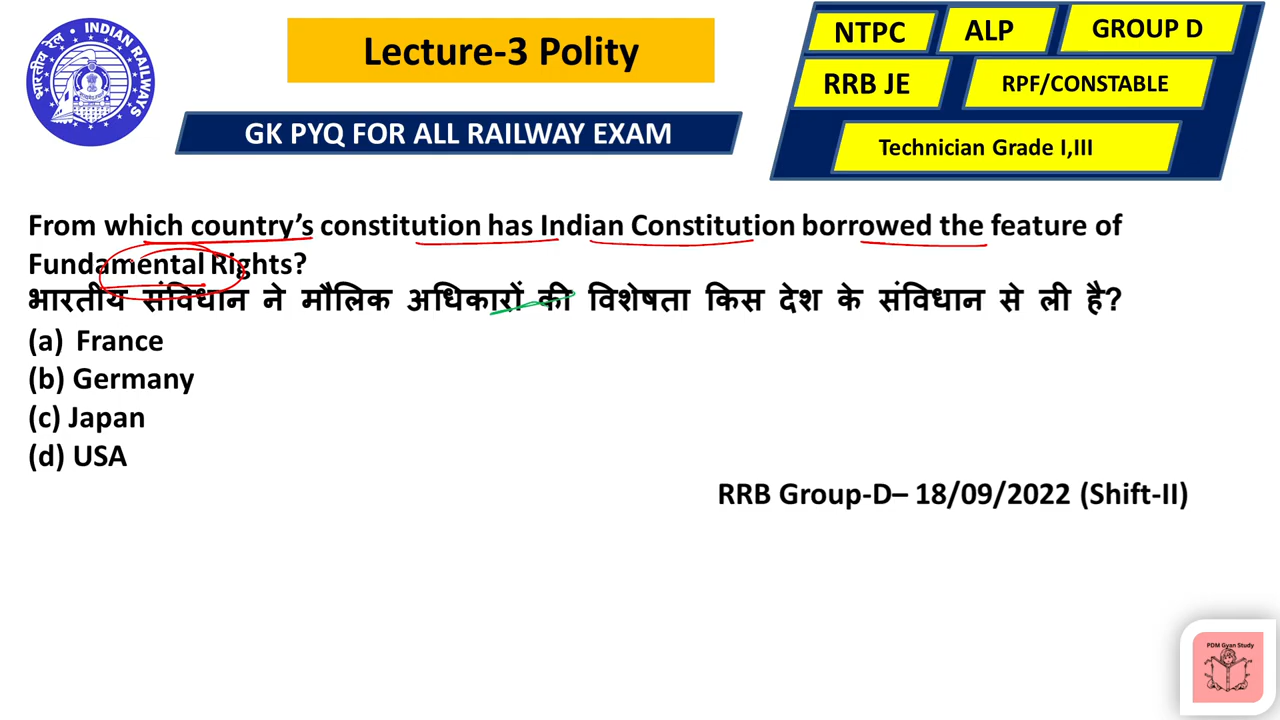 भारतीय रेल INDIAN RAILWAYS
Lecture-3 Polity
GK PYQ FOR ALL RAILWAY EXAM
NTPC
ALP
GROUP D
RRB JE
RPF/CONSTABLE
Technician Grade I,III
From which country's constitution has Indian Constitution borrowed the feature of
Fundamental Rights?
भारतीय संविधान ने मौलिक अधिकारों की विशेषता किस देश के संविधान से ली है?
(a) France
(b) Germany
(c) Japan
(d) USA
RRB Group-D– 18/09/2022 (Shift-II)
PDM Gyan Study